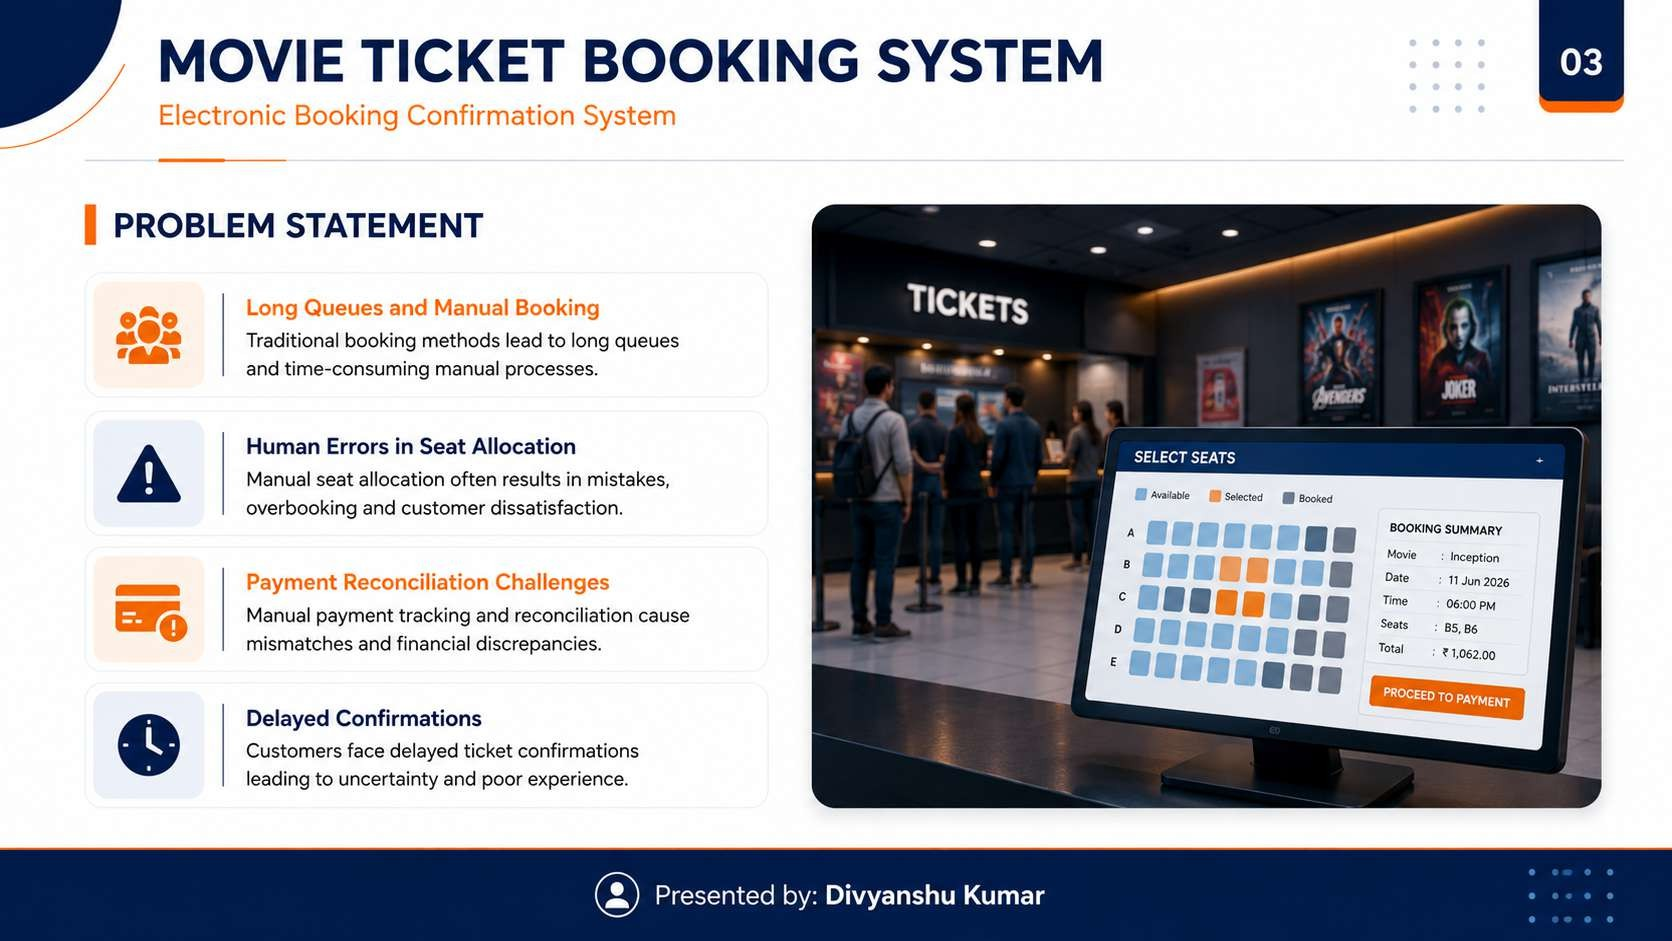 MOVIE TICKET BOOKING SYSTEM
Electronic Booking Confirmation System
03
PROBLEM STATEMENT
Long Queues and Manual Booking
Traditional booking methods lead to long queues
and time-consuming manual processes.
Human Errors in Seat Allocation
Manual seat allocation often results in mistakes,
overbooking and customer dissatisfaction.
Payment Reconciliation Challenges
Manual payment tracking and reconciliation cause
mismatches and financial discrepancies.
Delayed Confirmations
Customers face delayed ticket confirmations
leading to uncertainty and poor experience.
TICKETS
AVENGERS
JOKER
SELECT SEATS
Available Selected Booked
A
B
C
D
E
BOOKING SUMMARY
Movie : Inception
Date : 11 Jun 2026
Time : 06:00 PM
Seats : B5, B6
Total : ₹ 1,062.00
PROCEED TO PAYMENT
Presented by: Divyanshu Kumar